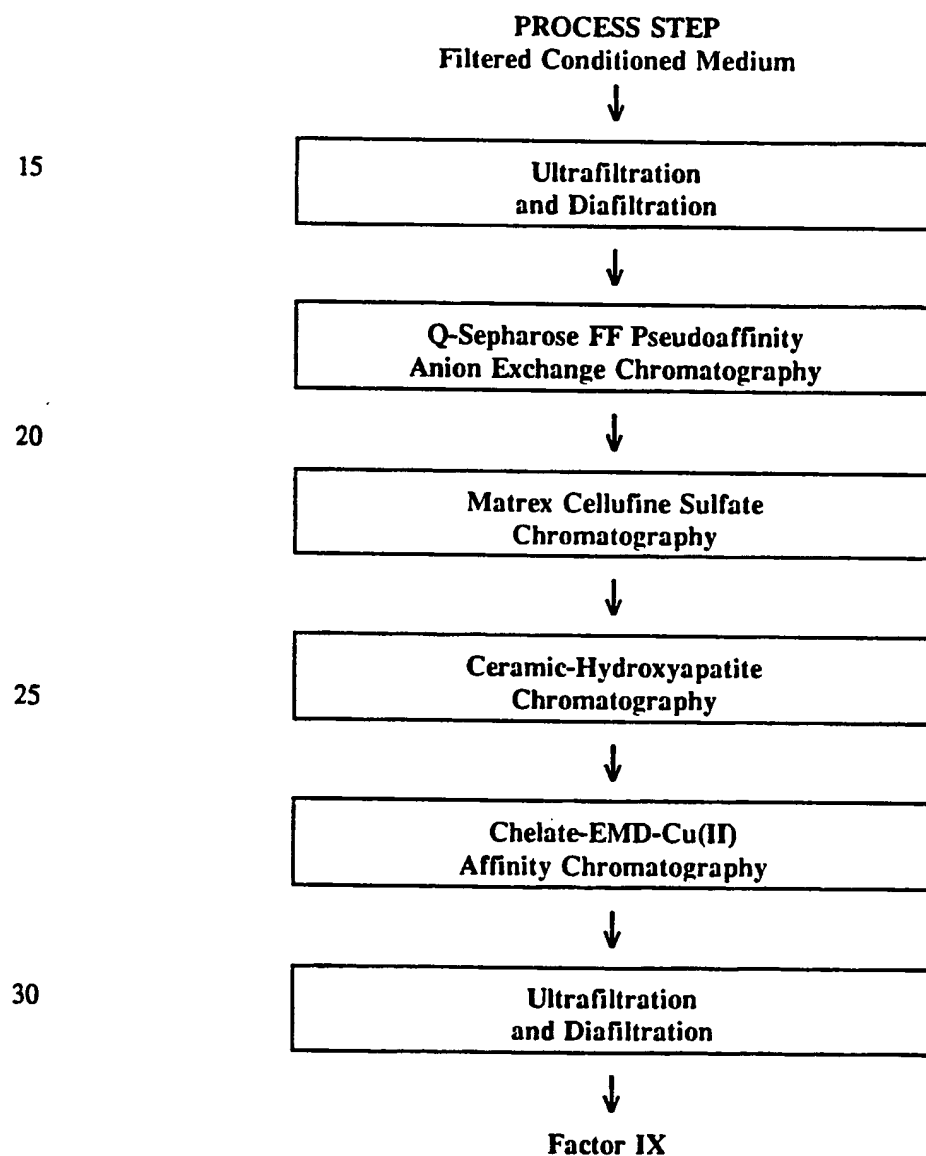 PROCESS STEP
Filtered Conditioned Medium
↓
15
Ultrafiltration
and Diafiltration
↓
Q-Sepharose FF Pseudoaffinity
Anion Exchange Chromatography
↓
20
Matrex Cellufine Sulfate
Chromatography
↓
Ceramic-Hydroxyapatite
25
Chromatography
↓
Chelate-EMD-Cu(II)
Affinity Chromatography
↓
30
Ultrafiltration
and Diafiltration
↓
Factor IX